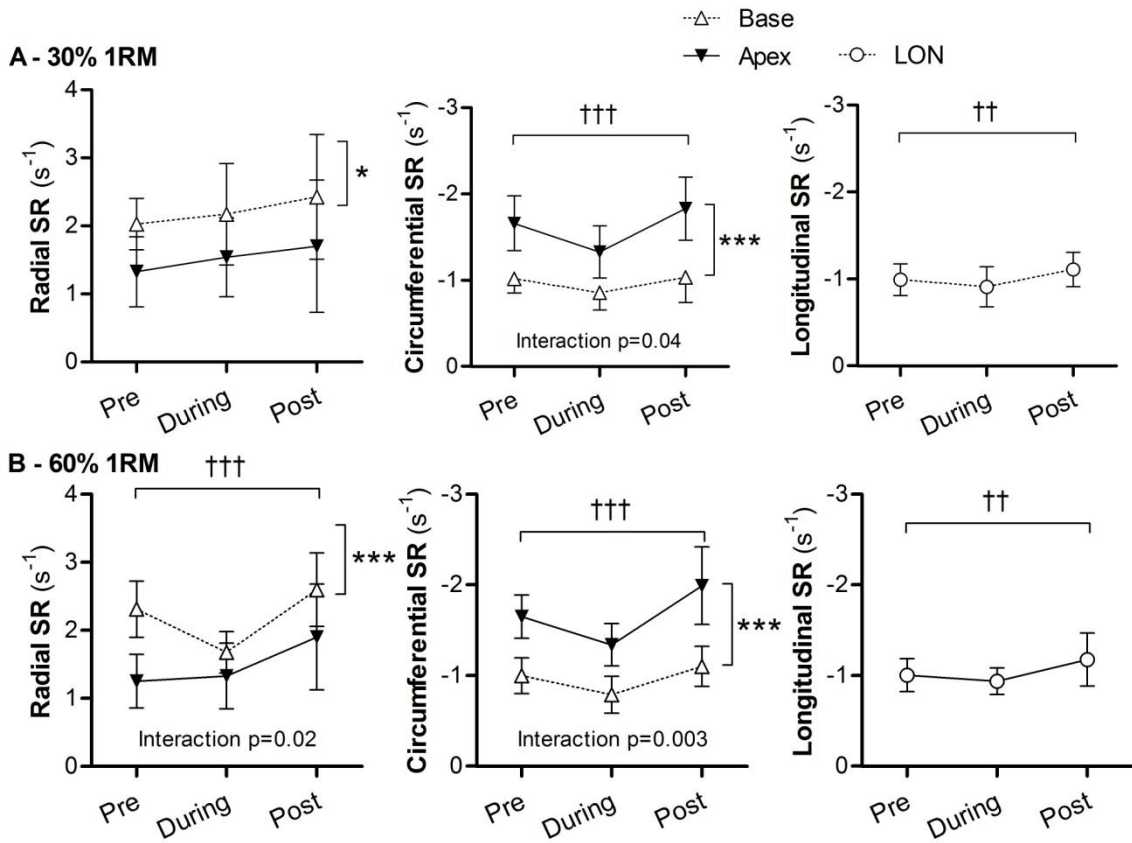 Base
Apex
LON
A - 30% 1RM
Radial SR (s⁻¹)
4
3
2
1
0
*
Pre
During
Post
Circumferential SR (s⁻¹)
-3
-2
-1
0
†††
***
Interaction p=0.04
Pre
During
Post
Longitudinal SR (s⁻¹)
-3
-2
-1
0
††
Pre
During
Post
B - 60% 1RM
Radial SR (s⁻¹)
4
3
2
1
0
†††
***
Interaction p=0.02
Pre
During
Post
Circumferential SR (s⁻¹)
-3
-2
-1
0
†††
***
Interaction p=0.003
Pre
During
Post
Longitudinal SR (s⁻¹)
-3
-2
-1
0
††
Pre
During
Post